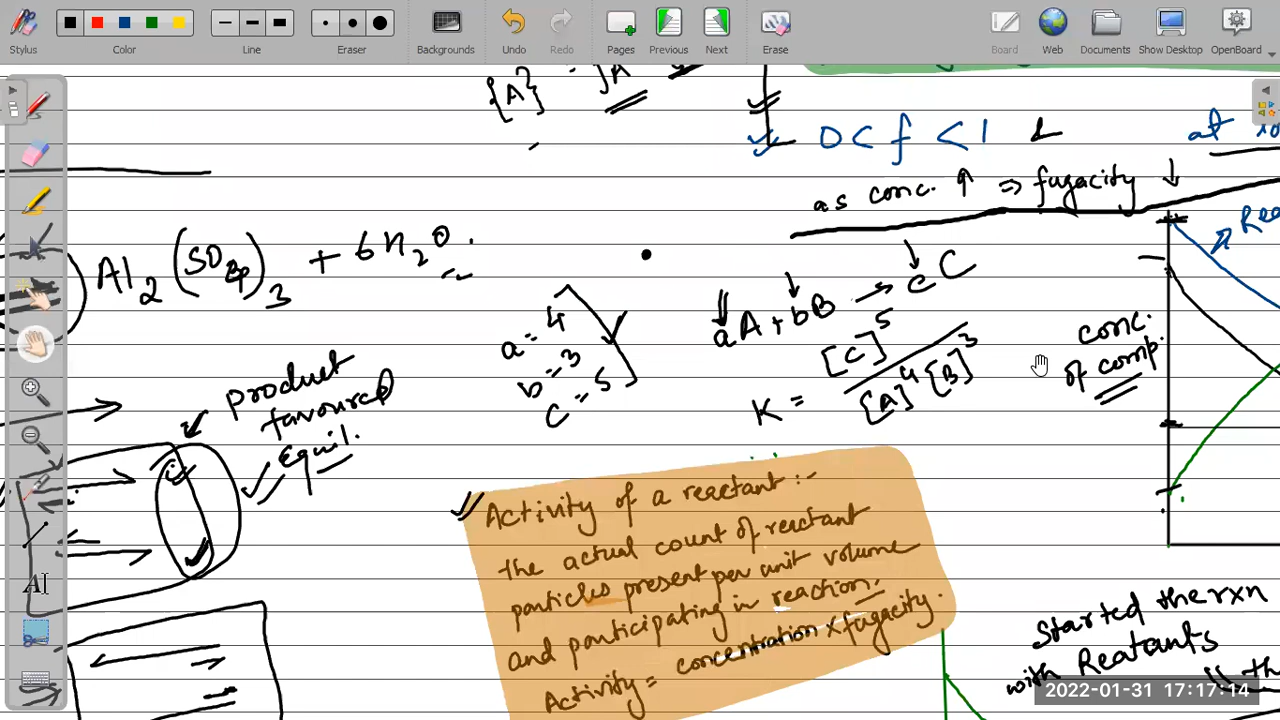 Stylus
Color
Line
Eraser
Backgrounds
Undo
Redo
Pages
Previous
Next
Erase
Board
Web
Documents
Show Desktop
OpenBoard
{A}
0 < f < 1
as conc. ↑ ⇒ fugacity ↓
Al2(SO4)3 + 6H2O.
a = 4
b = 3
c = 5
aA + bB → cC
K = [C]^5 / [A]^4 [B]^3
conc.
of comp.
product
favoured
equil.
Activity of a reactant :-
the actual count of reactant
particles present per unit volume
and participating in reaction.
Activity = concentration x fugacity.
Started the rxn
with Reatants
2022-01-31 17:17:14